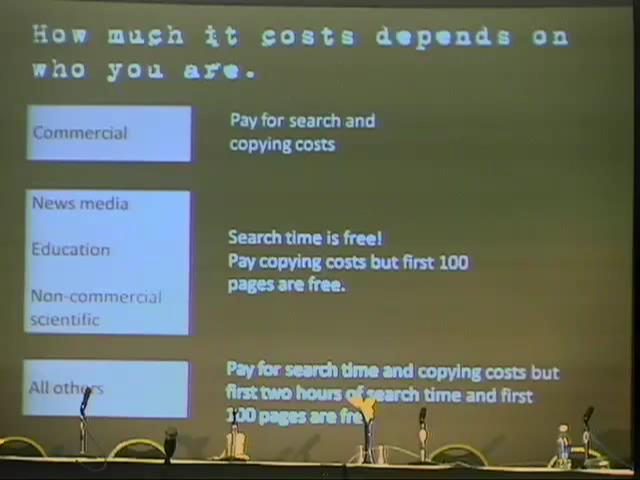 How much it costs depends on
who you are.
Commercial
Pay for search and
copying costs
News media
Education
Non-commercial
scientific
Search time is free!
Pay copying costs but first 100
pages are free.
All others
Pay for search time and copying costs but
first two hours of search time and first
100 pages are free